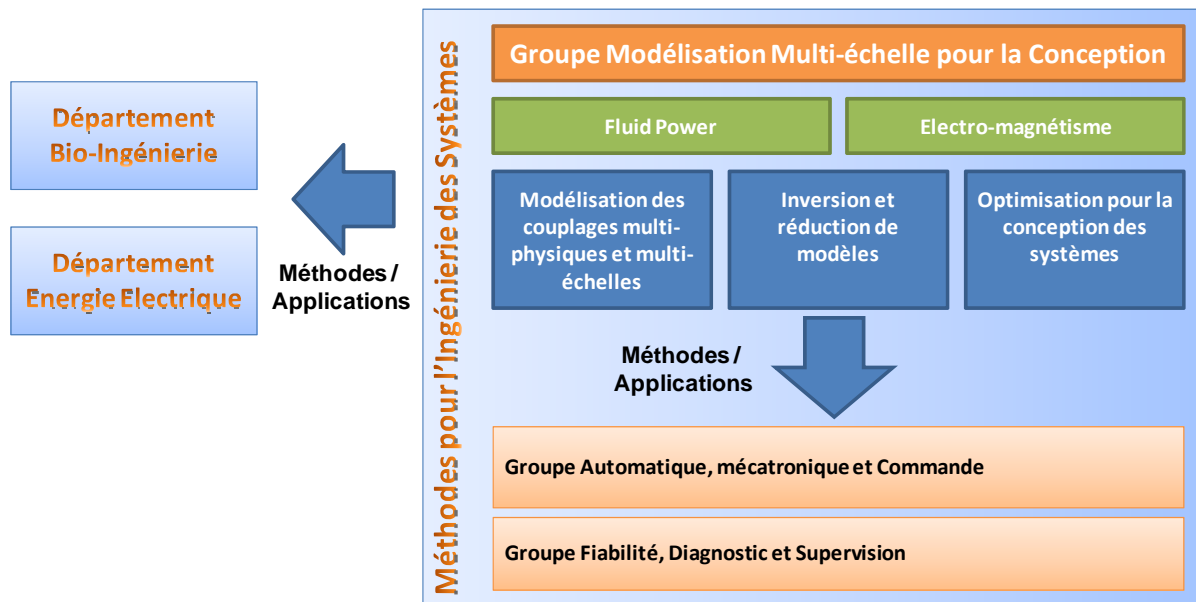 Département
Bio-Ingénierie
Département
Energie Electrique
Méthodes /
Applications
Méthodes pour l'Ingénierie des Systèmes
Groupe Modélisation Multi-échelle pour la Conception
Fluid Power
Electro-magnétisme
Modélisation des
couplages multi-
physiques et multi-
échelles
Inversion et
réduction de
modèles
Optimisation pour la
conception des
systèmes
Méthodes /
Applications
Groupe Automatique, mécatronique et Commande
Groupe Fiabilité, Diagnostic et Supervision